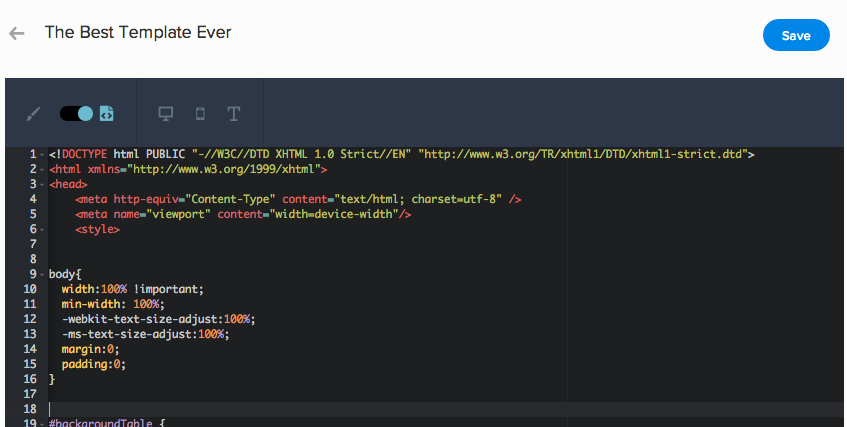 The Best Template Ever
Save
1 <!DOCTYPE html PUBLIC "-//W3C//DTD XHTML 1.0 Strict//EN" "http://www.w3.org/TR/xhtml1/DTD/xhtml1-strict.dtd">
2 <html xmlns="http://www.w3.org/1999/xhtml">
3 <head>
4 <meta http-equiv="Content-Type" content="text/html; charset=utf-8" />
5 <meta name="viewport" content="width=device-width"/>
6 <style>
7
8
9 body{
10 width:100% !important;
11 min-width: 100%;
12 -webkit-text-size-adjust:100%;
13 -ms-text-size-adjust:100%;
14 margin:0;
15 padding:0;
16 }
17
18
19 #backgroundTable {